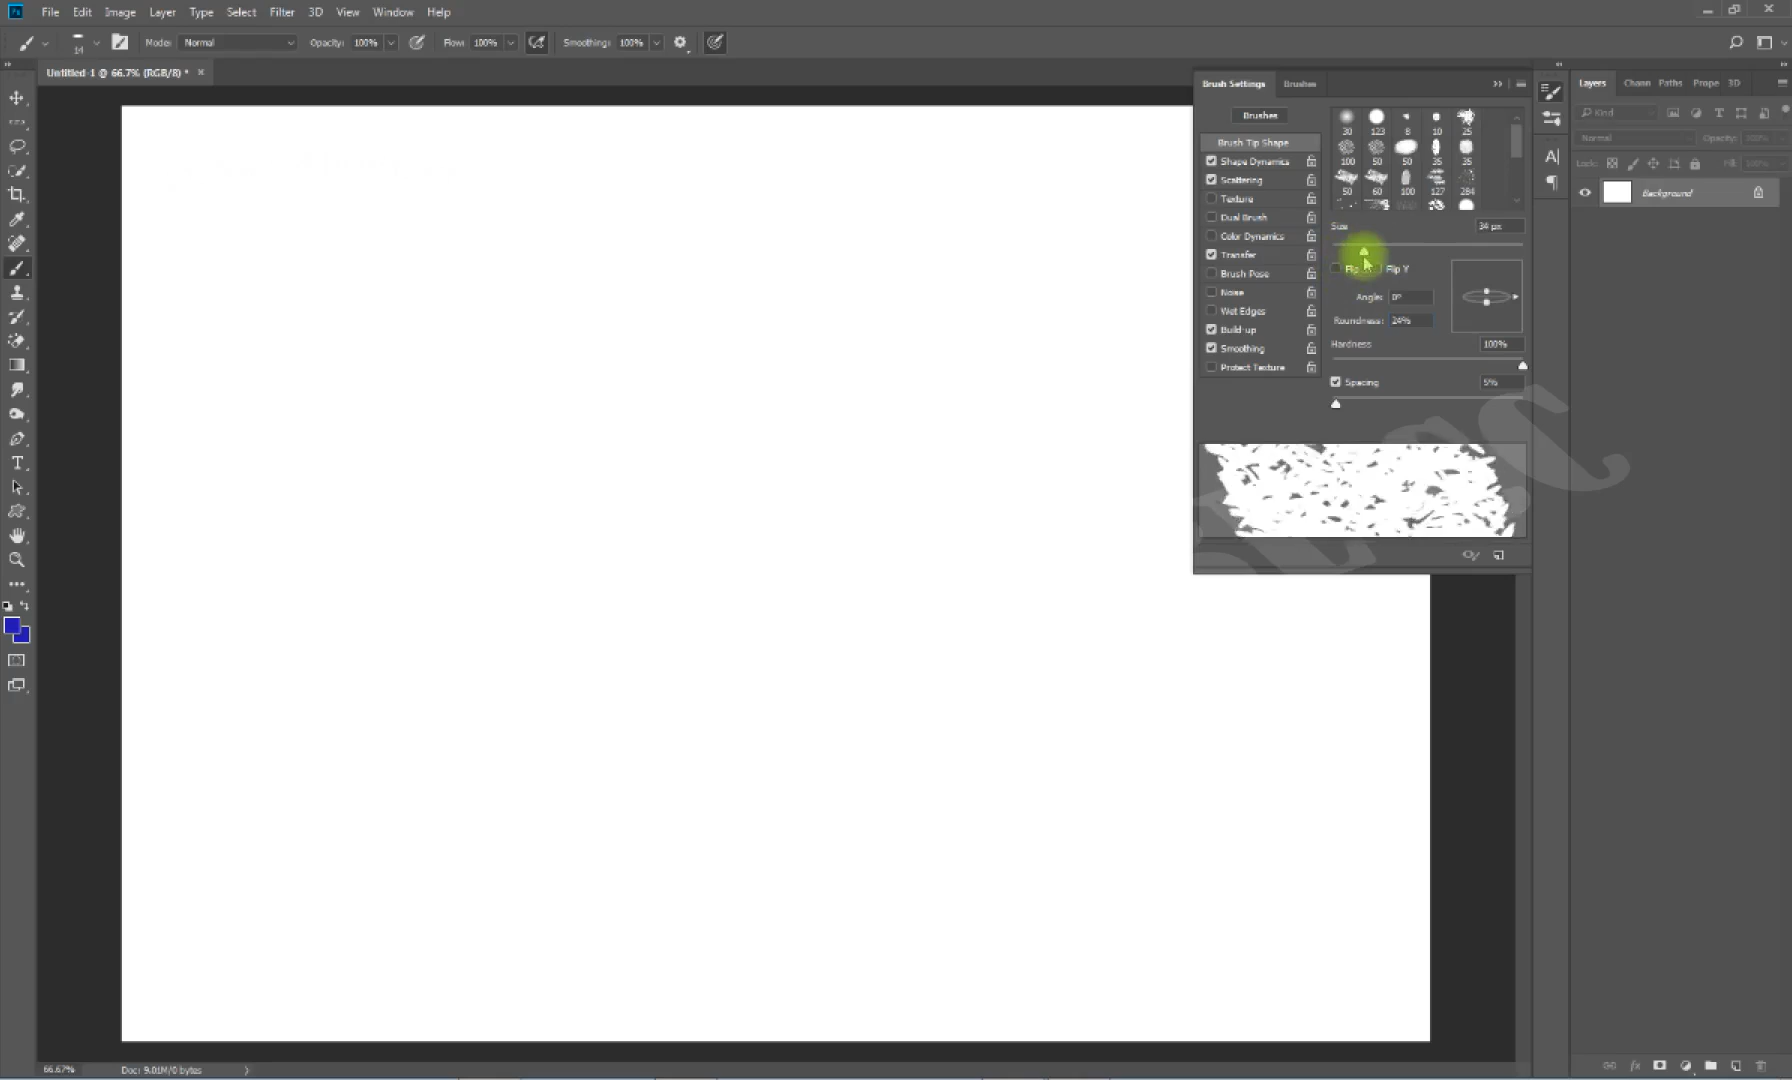 Ps File Edit Image Layer Type Select Filter 3D View Window Help
14 Mode: Normal Opacity: 100% Flow: 100% Smoothing: 100%
Untitled-1 @ 66.7% (RGB/8) * ×
Brush Settings Brushes
Layers Chann Paths Prope 3D
Brushes
Kind
30 123 8 10 25
Brush Tip Shape
Normal Opacity: 100%
Shape Dynamics
100 50 50 35 35
Lock: Fill: 100%
Scattering
50 60 100 127 284
Background
Texture
Dual Brush
Size 34 px
Color Dynamics
Transfer
Flip Y
Brush Pose
Noise
Angle: 0°
Wet Edges
Roundness: 24%
Build-up
Hardness 100%
Smoothing
Protect Texture
Spacing 5%
66.67% Doc: 9.01M/0 bytes